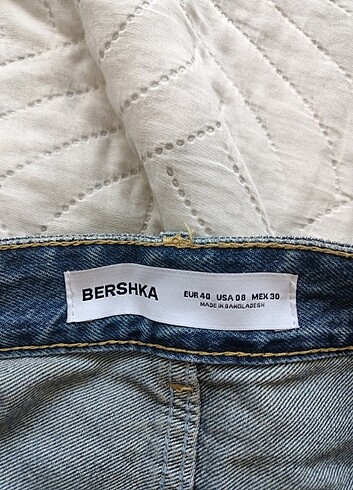 BERSHKA
EUR 40 USA 08 MEX 30
MADE IN BANGLADESH